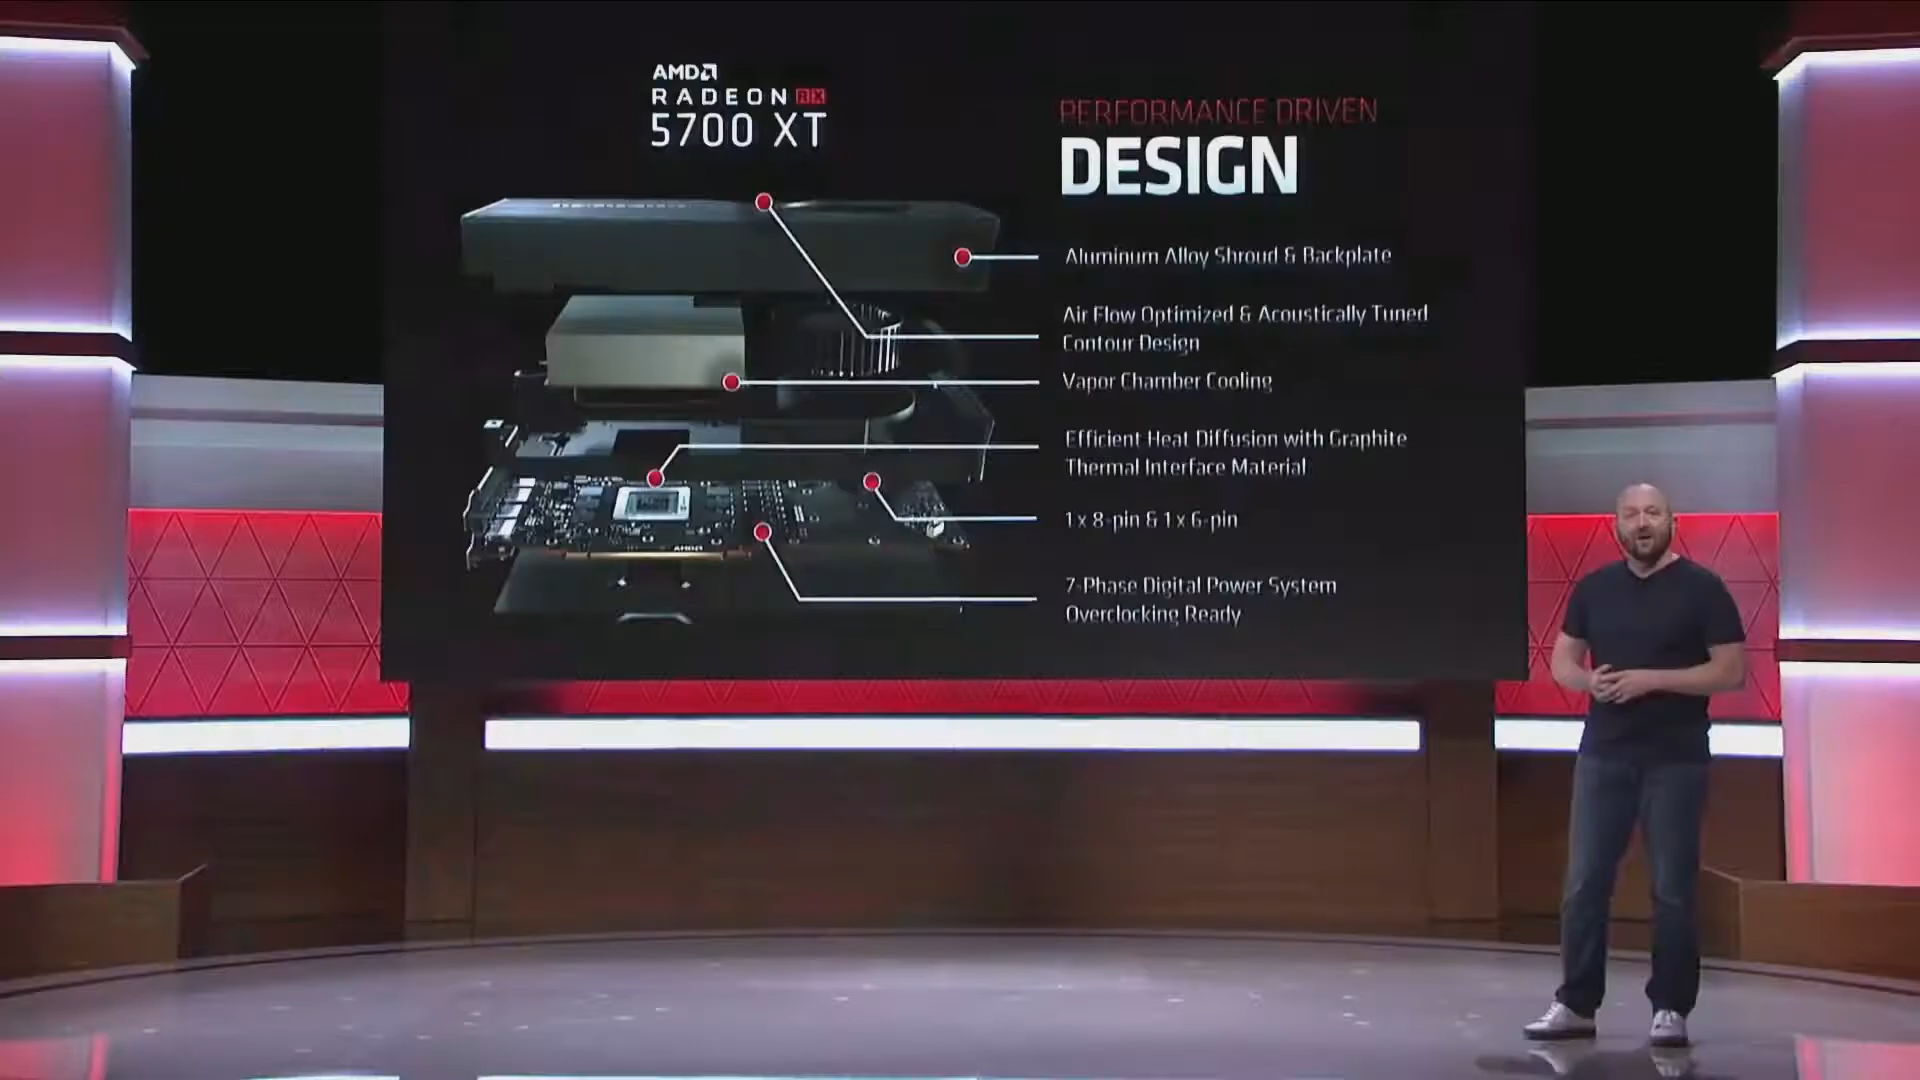 AMD
RADEON RX
5700 XT
PERFORMANCE DRIVEN
DESIGN
Aluminum Alloy Shroud & Backplate
Air Flow Optimized & Acoustically Tuned
Contour Design
Vapor Chamber Cooling
Efficient Heat Diffusion with Graphite
Thermal Interface Material
1 x 8-pin & 1 x 6-pin
AMD
7-Phase Digital Power System
Overclocking Ready